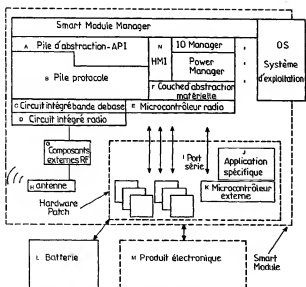 Smart Module Manager
A Pile d'abstraction-API
N
IO Manager
OS
Système
d'exploitation
HMI
Power
Manager
B Pile protocole
F Couche d'abstraction
matérielle
C Circuit intégré bande de base
E Microcontrôleur radio
D Circuit intégré radio
G Composants
externes RF
I Port
série
J
Application
spécifique
K Microcontrôleur
externe
H antenne
Hardware
Patch
L Batterie
M Produit électronique
Smart
Module